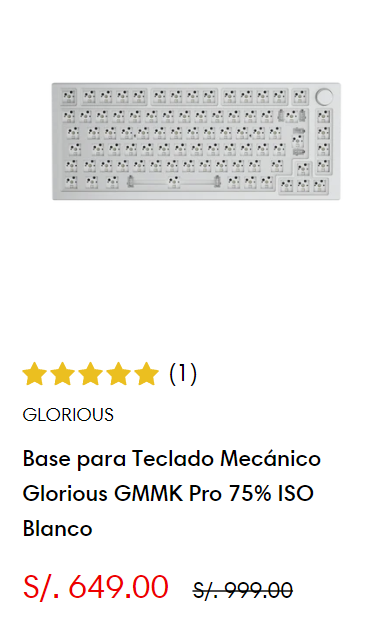 (1)
GLORIOUS
Base para Teclado Mecánico
Glorious GMMK Pro 75% ISO
Blanco
S/. 649.00 S/. 999.00